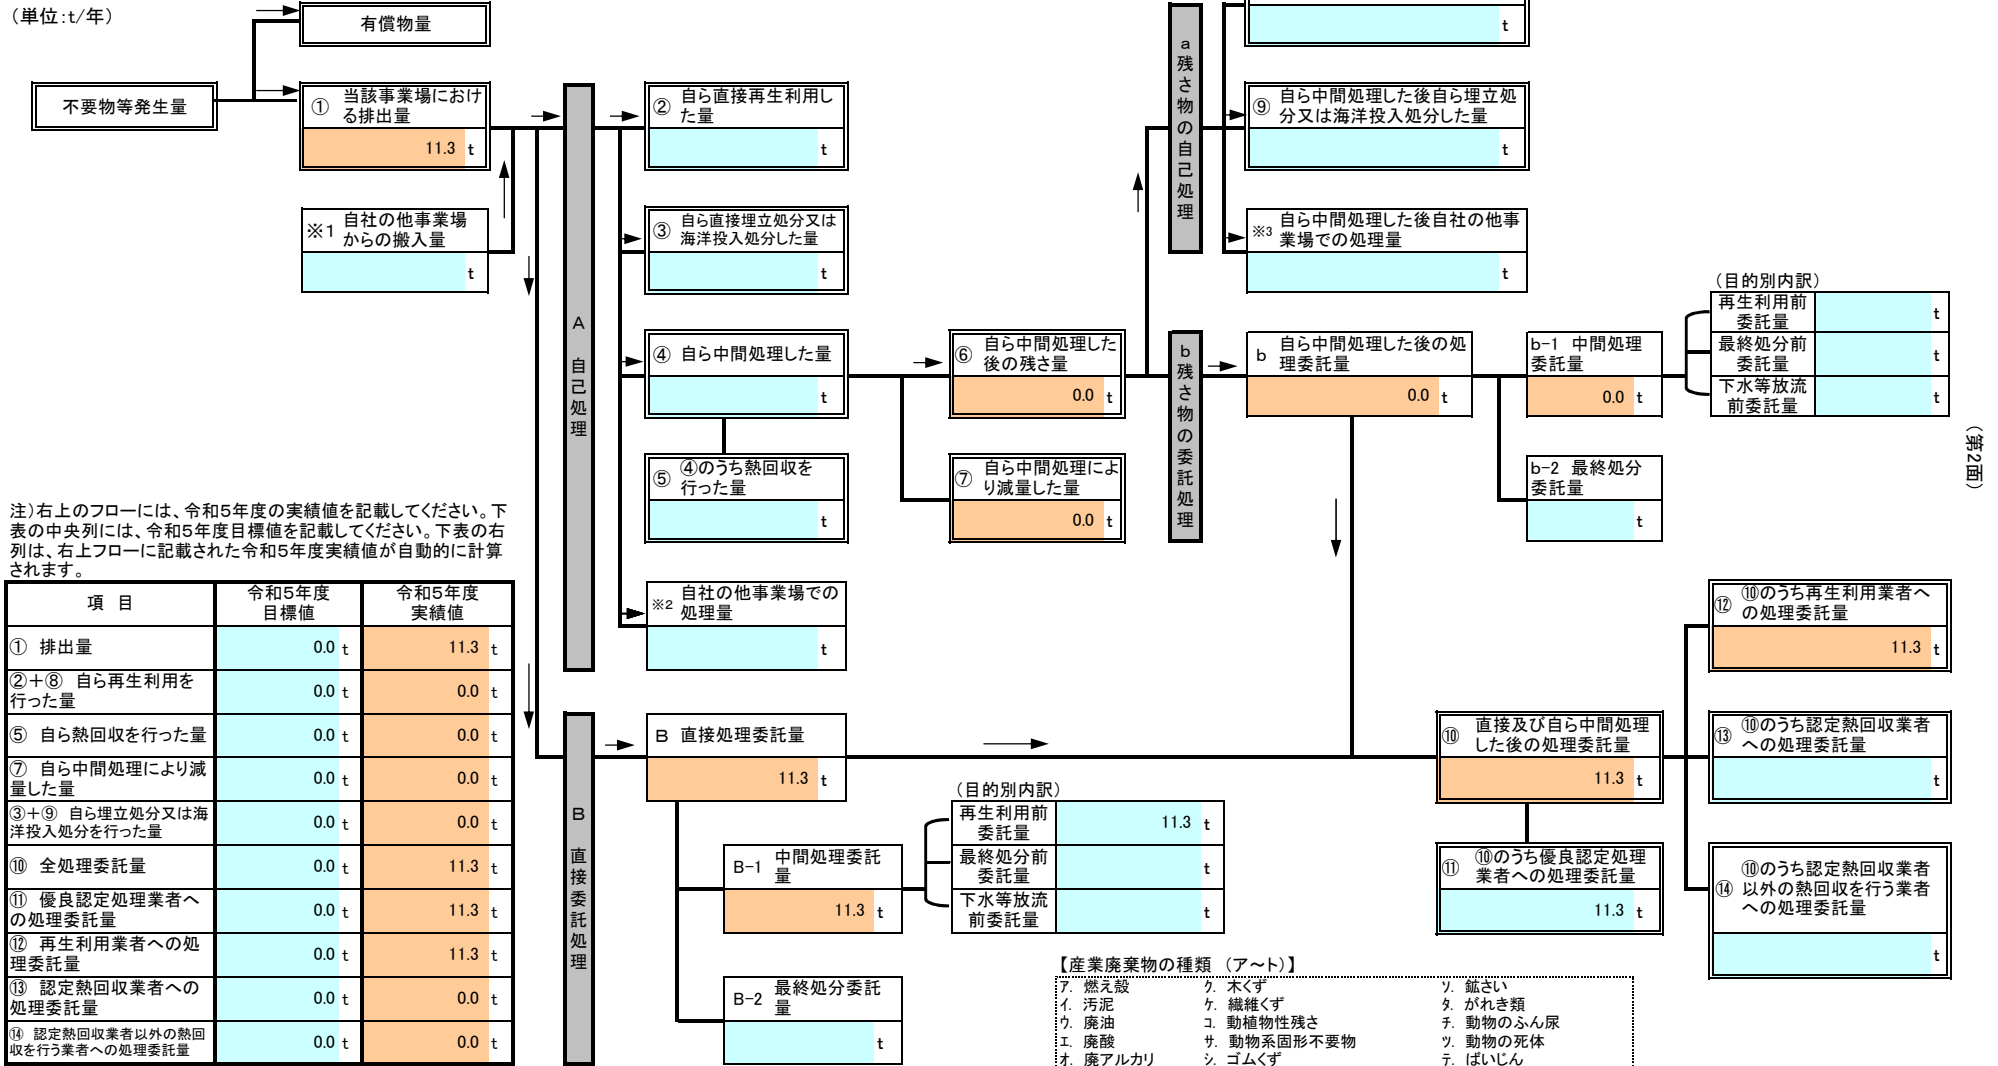 (単位:t/年)
有償物量
不要物等発生量
① 当該事業場におけ
る排出量
11.3 t
※1 自社の他事業場
からの搬入量
t
A 自己処理
② 自ら直接再生利用し
た量
t
③ 自ら直接埋立処分又は
海洋投入処分した量
t
④ 自ら中間処理した量
t
⑤ ④のうち熱回収を
行った量
t
※2 自社の他事業場での
処理量
t
⑥ 自ら中間処理した
後の残さ量
0.0 t
⑦ 自ら中間処理によ
り減量した量
0.0 t
a 残さ物の自己処理
t
⑨ 自ら中間処理した後自ら埋立処
分又は海洋投入処分した量
t
※3 自ら中間処理した後自社の他事
業場での処理量
t
b 残さ物の委託処理
b 自ら中間処理した後の処
理委託量
0.0 t
b-1 中間処理
委託量
0.0 t
b-2 最終処分
委託量
t
(目的別内訳)
再生利用前
委託量
t
最終処分前
委託量
t
下水等放流
前委託量
t
(第2面)
注)右上のフローには、令和5年度の実績値を記載してください。下
表の中央列には、令和5年度目標値を記載してください。下表の右
列は、右上フローに記載された令和5年度実績値が自動的に計算
されます。
項 目 令和5年度 目標値 令和5年度 実績値
① 排出量 0.0 t 11.3 t
②+⑧ 自ら再生利用を
行った量 0.0 t 0.0 t
⑤ 自ら熱回収を行った量 0.0 t 0.0 t
⑦ 自ら中間処理により減
量した量 0.0 t 0.0 t
③+⑨ 自ら埋立処分又は海
洋投入処分を行った量 0.0 t 0.0 t
⑩ 全処理委託量 0.0 t 11.3 t
⑪ 優良認定処理業者へ
の処理委託量 0.0 t 11.3 t
⑫ 再生利用業者への処
理委託量 0.0 t 11.3 t
⑬ 認定熱回収業者への
処理委託量 0.0 t 0.0 t
⑭ 認定熱回収業者以外の熱回
収を行う業者への処理委託量 0.0 t 0.0 t
B 直接委託処理
B 直接処理委託量
11.3 t
B-1 中間処理委託
量
11.3 t
B-2 最終処分委託
量
t
(目的別内訳)
再生利用前
委託量
11.3 t
最終処分前
委託量
t
下水等放流
前委託量
t
⑩ 直接及び自ら中間処理
した後の処理委託量
11.3 t
⑪ ⑩のうち優良認定処理
業者への処理委託量
11.3 t
⑫ ⑩のうち再生利用業者へ
の処理委託量
11.3 t
⑬ ⑩のうち認定熱回収業者
への処理委託量
t
⑭ ⑩のうち認定熱回収業者
以外の熱回収を行う業者
への処理委託量
t
【産業廃棄物の種類 (ア~ト)】
ア. 燃え殻 ク. 木くず ソ. 鉱さい
イ. 汚泥 ケ. 繊維くず タ. がれき類
ウ. 廃油 コ. 動植物性残さ チ. 動物のふん尿
エ. 廃酸 サ. 動物系固形不要物 ツ. 動物の死体
オ. 廃アルカリ シ. ゴムくず テ. ばいじん